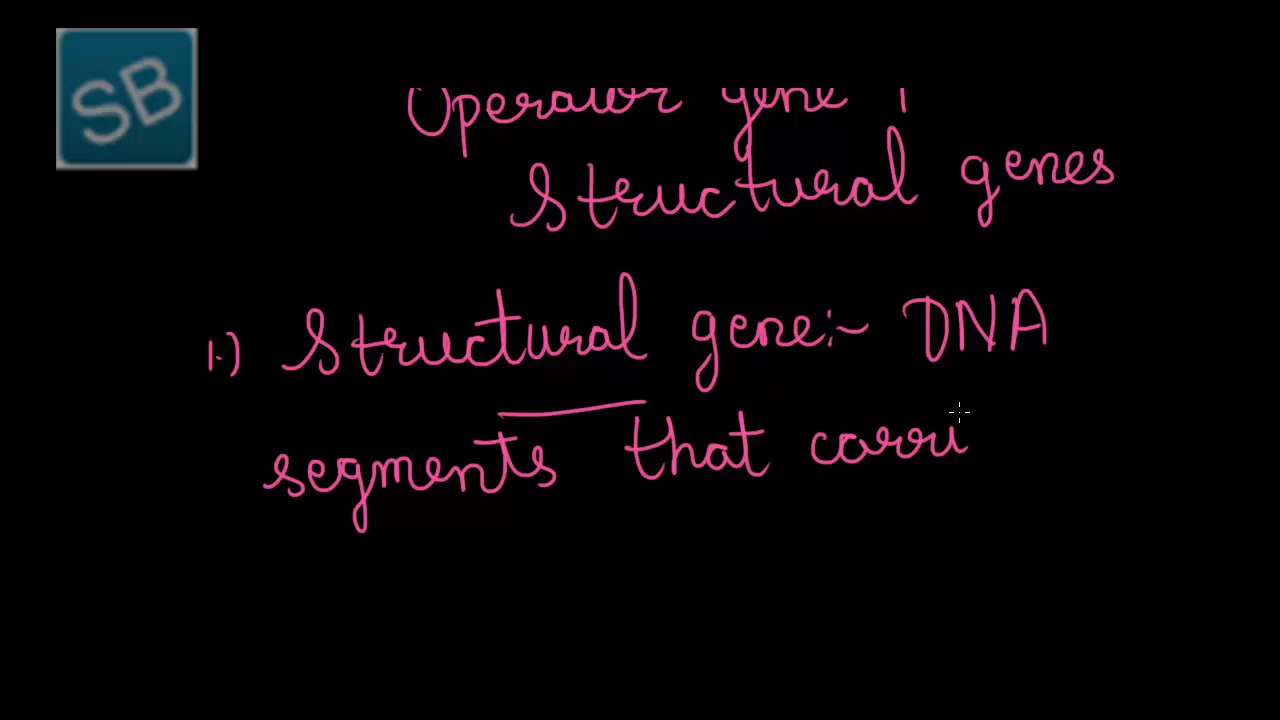 SB
Operator gene,
Structural genes
1.) Structural gene:- DNA
segments that carri